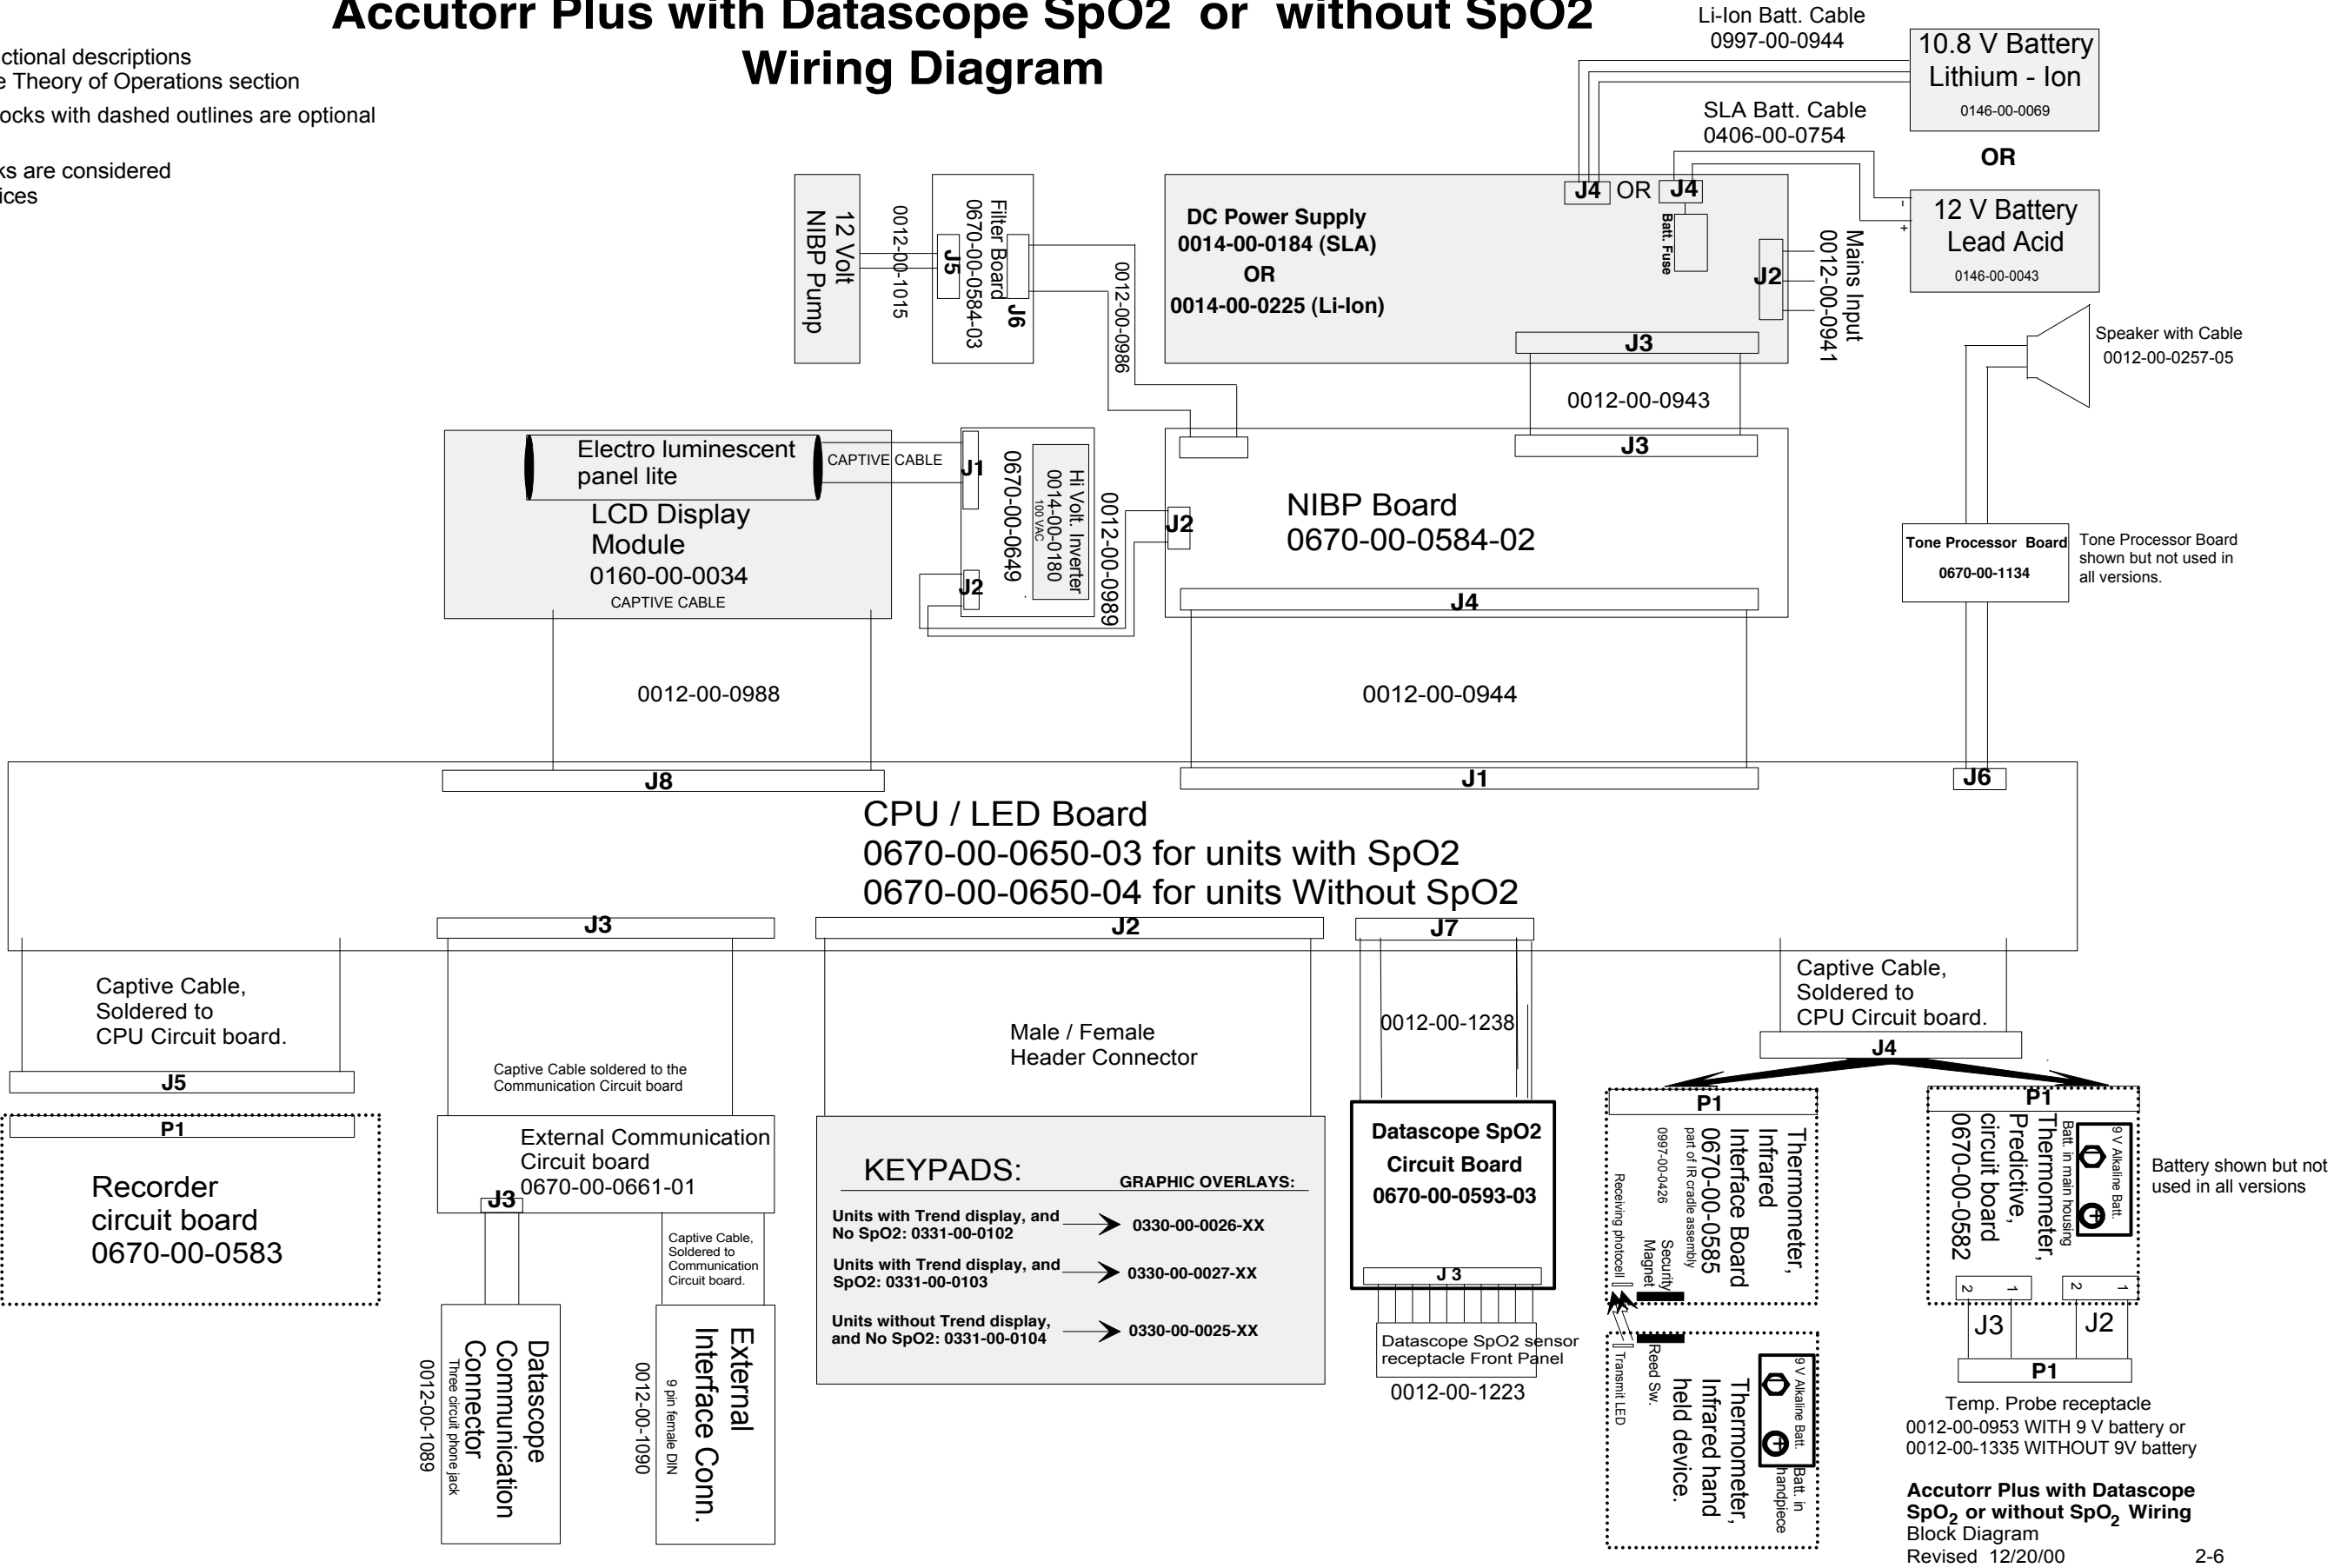 Accutorr Plus with Datascope SpO2 or without SpO2
Wiring Diagram
ctional descriptions
e Theory of Operations section
ocks with dashed outlines are optional
ks are considered
ices
Li-Ion Batt. Cable
0997-00-0944
10.8 V Battery
Lithium - Ion
0146-00-0069
SLA Batt. Cable
0406-00-0754
OR
12 V Battery
Lead Acid
0146-00-0043
-
+
12 Volt
NIBP Pump
0012-00-1015
Filter Board
0670-00-0584-03
J5
J6
0012-00-0986
DC Power Supply
0014-00-0184 (SLA)
OR
0014-00-0225 (Li-Ion)
J4 OR J4
Batt. Fuse
J2
Mains Input
0012-00-0941
J3
0012-00-0943
Speaker with Cable
0012-00-0257-05
Electro luminescent
panel lite
CAPTIVE CABLE
LCD Display
Module
0160-00-0034
CAPTIVE CABLE
J1
J2
Hi Volt. Inverter
0014-00-0180
100 VAC
0670-00-0649
0012-00-0989
J2
J3
NIBP Board
0670-00-0584-02
J4
Tone Processor Board
0670-00-1134
Tone Processor Board
shown but not used in
all versions.
0012-00-0988
0012-00-0944
J8
J1
J6
CPU / LED Board
0670-00-0650-03 for units with SpO2
0670-00-0650-04 for units Without SpO2
J3
J2
J7
Captive Cable,
Soldered to
CPU Circuit board.
J5
P1
Recorder
circuit board
0670-00-0583
Captive Cable soldered to the
Communication Circuit board
External Communication
Circuit board
0670-00-0661-01
J3
Captive Cable,
Soldered to
Communication
Circuit board.
Datascope
Communication
Connector
Three circuit phone jack
0012-00-1089
External
Interface Conn.
9 pin female DIN
0012-00-1090
Male / Female
Header Connector
KEYPADS:
GRAPHIC OVERLAYS:
Units with Trend display, and
No SpO2: 0331-00-0102
0330-00-0026-XX
Units with Trend display, and
SpO2: 0331-00-0103
0330-00-0027-XX
Units without Trend display,
and No SpO2: 0331-00-0104
0330-00-0025-XX
0012-00-1238
Datascope SpO2
Circuit Board
0670-00-0593-03
J 3
Datascope SpO2 sensor
receptacle Front Panel
0012-00-1223
Captive Cable,
Soldered to
CPU Circuit board.
J4
P1
Thermometer,
Infrared
Interface Board
0670-00-0585
part of IR cradle assembly
0997-00-0426
Security
Magnet
Receiving photocell
Transmit LED
Reed Sw.
9 V Alkaline Batt.
Batt. in
handpiece
Thermometer,
Infrared hand
held device.
P1
9 V Alkaline Batt.
Batt. in main housing
Thermometer,
Predictive,
circuit board
0670-00-0582
2 1
2 1
J3
J2
P1
Battery shown but not
used in all versions
Temp. Probe receptacle
0012-00-0953 WITH 9 V battery or
0012-00-1335 WITHOUT 9V battery
Accutorr Plus with Datascope
SpO2 or without SpO2 Wiring
Block Diagram
Revised 12/20/00 2-6